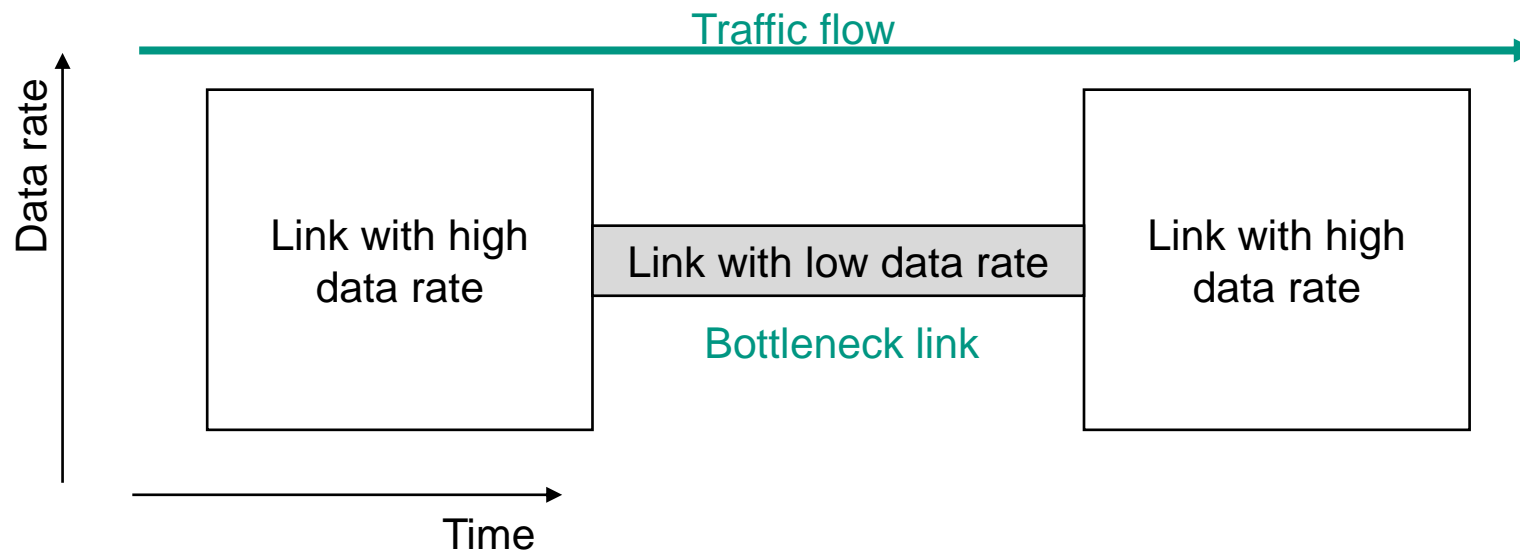 Traffic flow
Data rate
Link with high
data rate
Link with low data rate
Bottleneck link
Link with high
data rate
Time